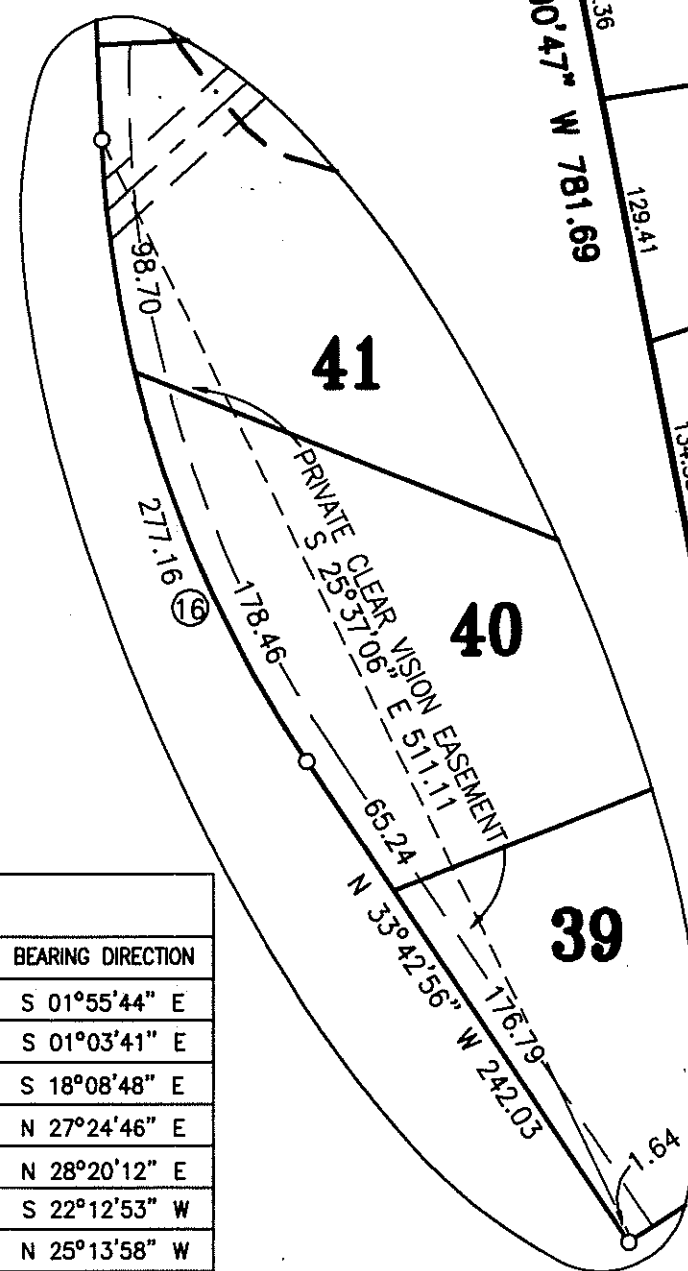 .36
00'47" W 781.69
129.41
98.70
41
277.16 16
178.46
PRIVATE CLEAR VISION EASEMENT
S 25°37'06" E 511.11
40
65.24
N 33°42'56" W 242.03
39
176.79
1.64
BEARING DIRECTION
S 01°55'44" E
S 01°03'41" E
S 18°08'48" E
N 27°24'46" E
N 28°20'12" E
S 22°12'53" W
N 25°13'58" W